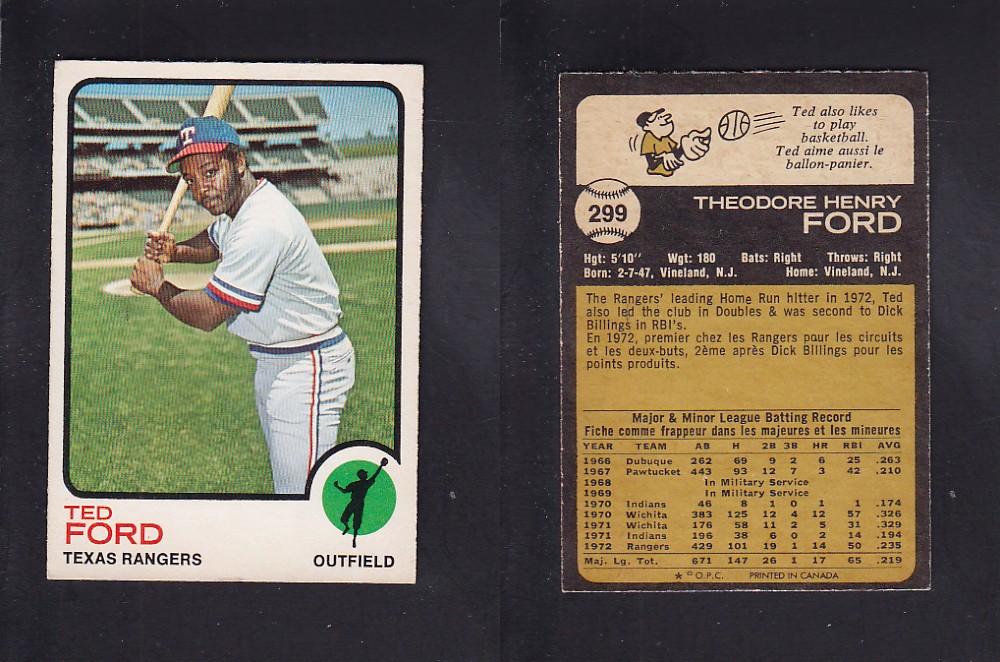 T
TED
FORD
TEXAS RANGERS
OUTFIELD
Ted also likes
to play
basketball.
Ted aime aussi le
ballon-panier.
299
THEODORE HENRY
FORD
Hgt: 5'10" Wgt: 180 Bats: Right Throws: Right
Born: 2-7-47, Vineland, N.J. Home: Vineland, N.J.
The Rangers' leading Home Run hitter in 1972, Ted
also led the club in Doubles & was second to Dick
Billings in RBI's.
En 1972, premier chez les Rangers pour les circuits
et les deux-buts, 2ème après Dick Billings pour les
points produits.
Major & Minor League Batting Record
Fiche comme frappeur dans les majeures et les mineures
YEAR TEAM AB H 2B 3B HR RBI AVG
1966 Dubuque 262 69 9 2 6 25 .263
1967 Pawtucket 443 93 12 7 3 42 .210
1968 In Military Service
1969 In Military Service
1970 Indians 46 8 1 0 1 1 .174
1970 Wichita 383 125 12 4 12 57 .326
1971 Wichita 176 58 11 2 5 31 .329
1971 Indians 196 38 6 0 2 14 .194
1972 Rangers 429 101 19 1 14 50 .235
Maj. Lg. Tot. 671 147 26 1 17 65 .219
* © O.P.C. PRINTED IN CANADA